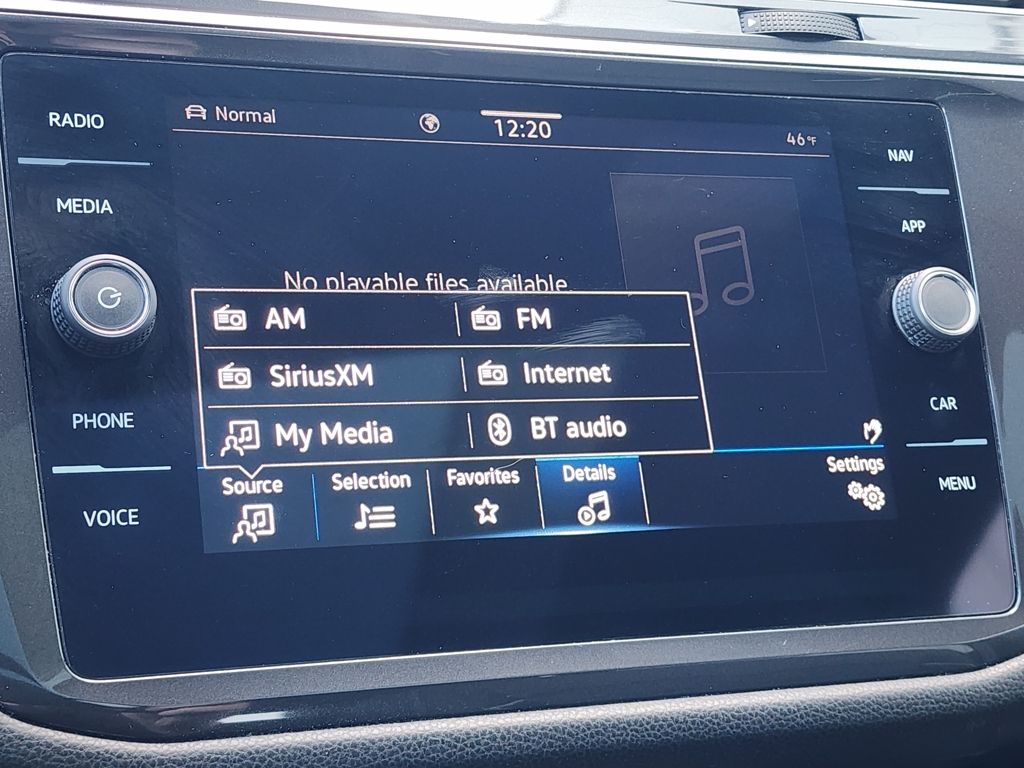 RADIO
MEDIA
PHONE
VOICE
Normal
12:20
46°F
No playable files available.
AM
FM
SiriusXM
Internet
My Media
BT audio
Source
Selection
Favorites
Details
Settings
NAV
APP
CAR
MENU